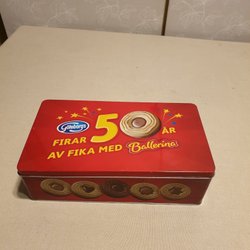 Göteborgs
50 ÅR
FIRAR
AV FIKA MED Ballerina